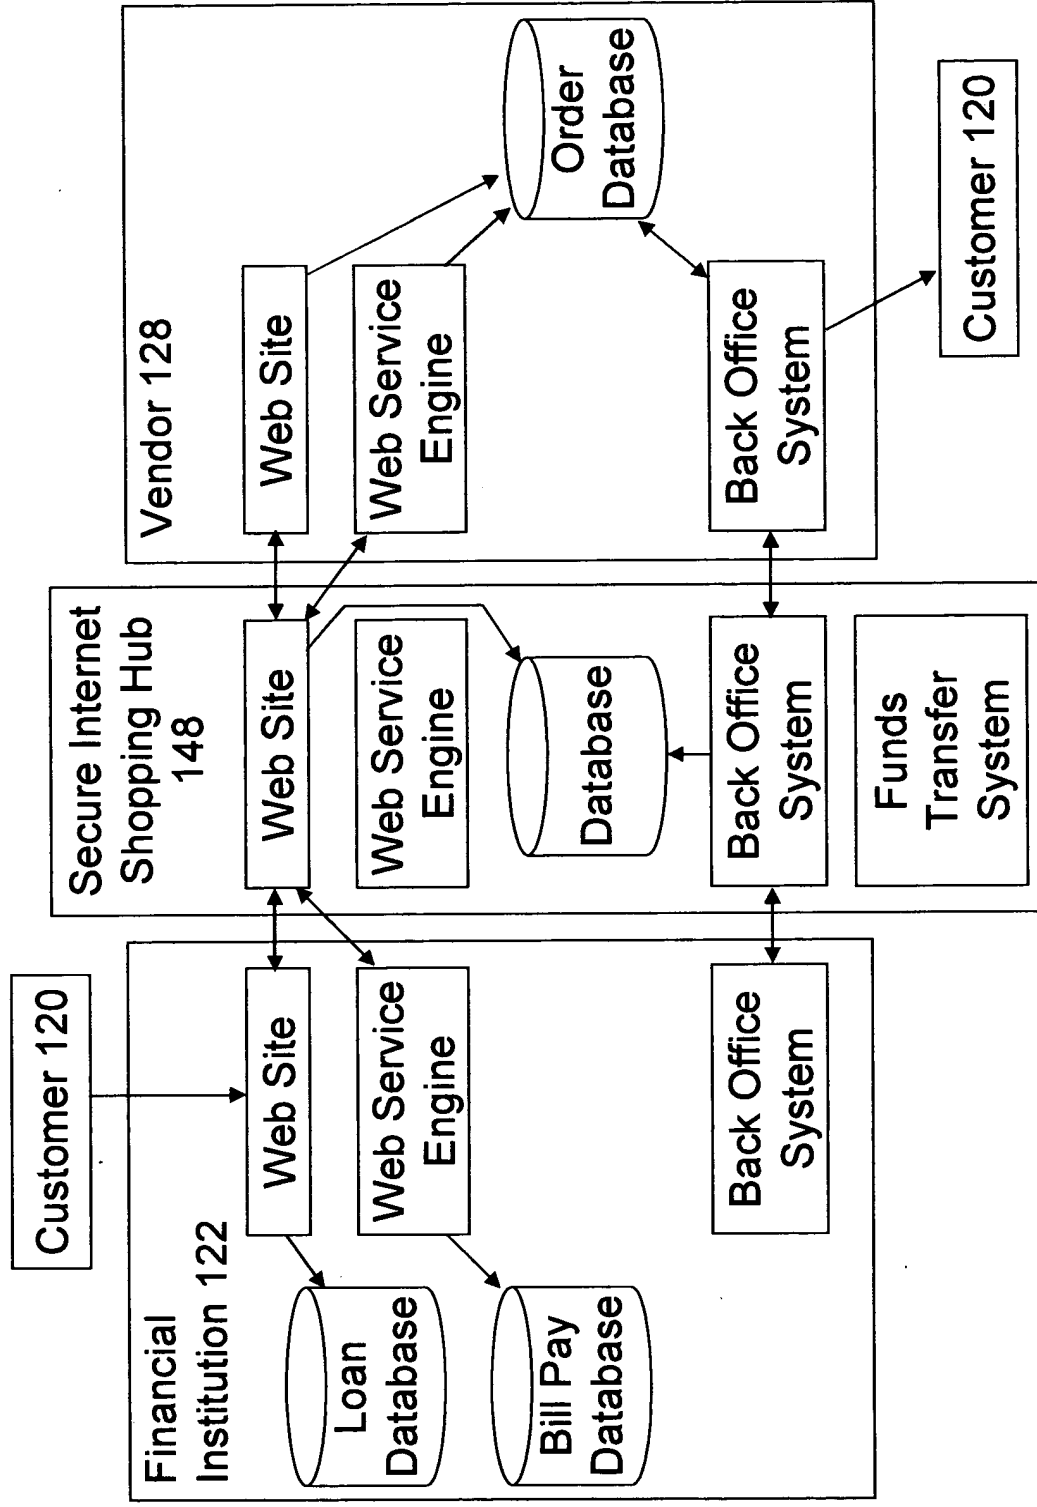 Customer 120
Financial
Institution 122
Web Site
Loan
Database
Web Service
Engine
Bill Pay
Database
Back Office
System
Secure Internet
Shopping Hub
148
Web Site
Web Service
Engine
Database
Back Office
System
Funds
Transfer
System
Vendor 128
Web Site
Web Service
Engine
Order
Database
Back Office
System
Customer 120